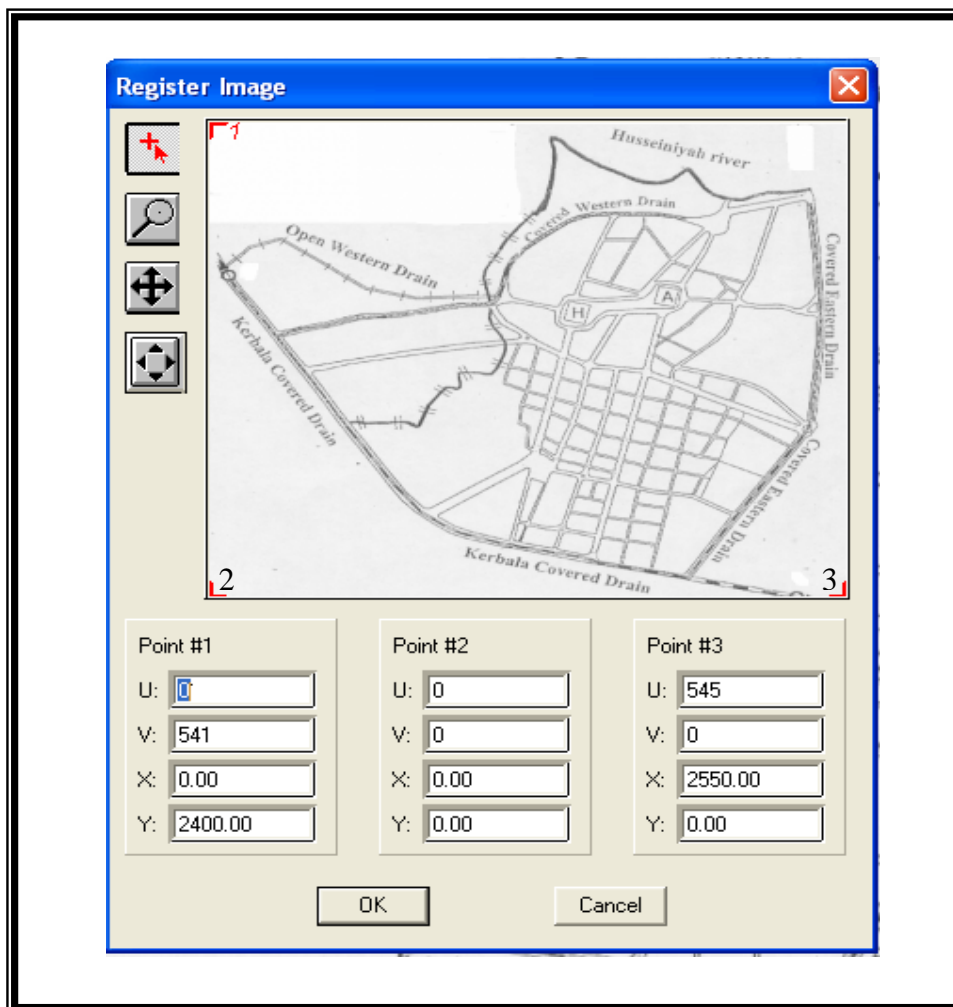 Register Image
1
Husseiniyah river
Covered Western Drain
Open Western Drain
Covered Eastern Drain
A
H
Kerbala Covered Drain
Covered Eastern Drain
Kerbala Covered Drain
2
3
Point #1
U: 0
V: 541
X: 0.00
Y: 2400.00
Point #2
U: 0
V: 0
X: 0.00
Y: 0.00
Point #3
U: 545
V: 0
X: 2550.00
Y: 0.00
OK
Cancel